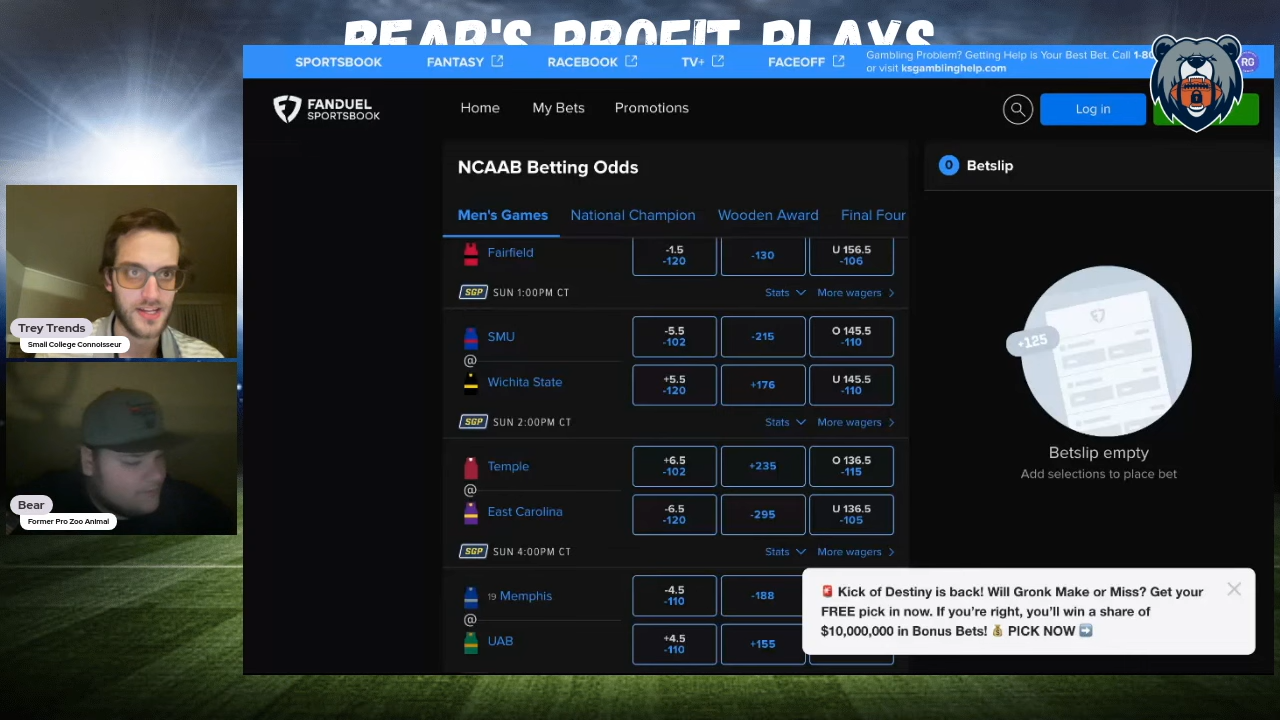 BEAR'S PROFIT PLAYS
SPORTSBOOK
FANTASY
RACEBOOK
TV+
FACEOFF
Gambling Problem? Getting Help is Your Best Bet. Call 1-80
or visit ksgamblinghelp.com
RG
FANDUEL
SPORTSBOOK
Home
My Bets
Promotions
Log in
NCAAB Betting Odds
0
Betslip
Men's Games
National Champion
Wooden Award
Final Four
Fairfield
-1.5
-120
-130
U 156.5
-106
SGP SUN 1:00PM CT
Stats
More wagers
SMU
-5.5
-102
-215
O 145.5
-110
@
Wichita State
+5.5
-120
+176
U 145.5
-110
SGP SUN 2:00PM CT
Stats
More wagers
Temple
+6.5
-102
+235
O 136.5
-115
@
East Carolina
-6.5
-120
-295
U 136.5
-105
SGP SUN 4:00PM CT
Stats
More wagers
19 Memphis
-4.5
-110
-188
@
UAB
+4.5
-110
+155
+125
Betslip empty
Add selections to place bet
🚨 Kick of Destiny is back! Will Gronk Make or Miss? Get your
FREE pick in now. If you're right, you'll win a share of
$10,000,000 in Bonus Bets! 💰 PICK NOW ➡️
Trey Trends
Small College Connoisseur
Bear
Former Pro Zoo Animal